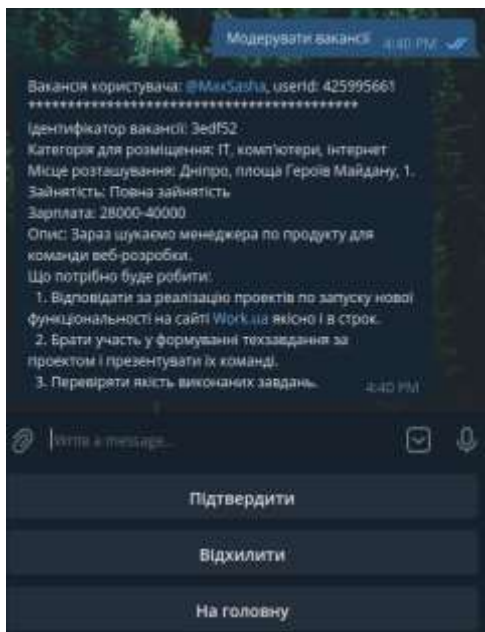 Модерувати вакансії 4:40 PM
Вакансія користувача: @MaxSasha, userid: 425995661
******************************************
Ідентифікатор вакансії: 3edf52
Категорія для розміщення: IT, комп'ютери, інтернет
Місце розташування: Дніпро, площа Героїв Майдану, 1.
Зайнятість: Повна зайнятість
Зарплата: 28000-40000
Опис: Зараз шукаємо менеджера по продукту для
команди веб-розробки.
Що потрібно буде робити:
1. Відповідати за реалізацію проектів по запуску нової
функціональності на сайті Work.ua якісно і в строк.
2. Брати участь у формуванні техзавдання за
проектом і презентувати їх команді.
3. Перевіряти якість виконаних завдань. 4:40 PM
Write a message...
Підтвердити
Відхилити
На головну